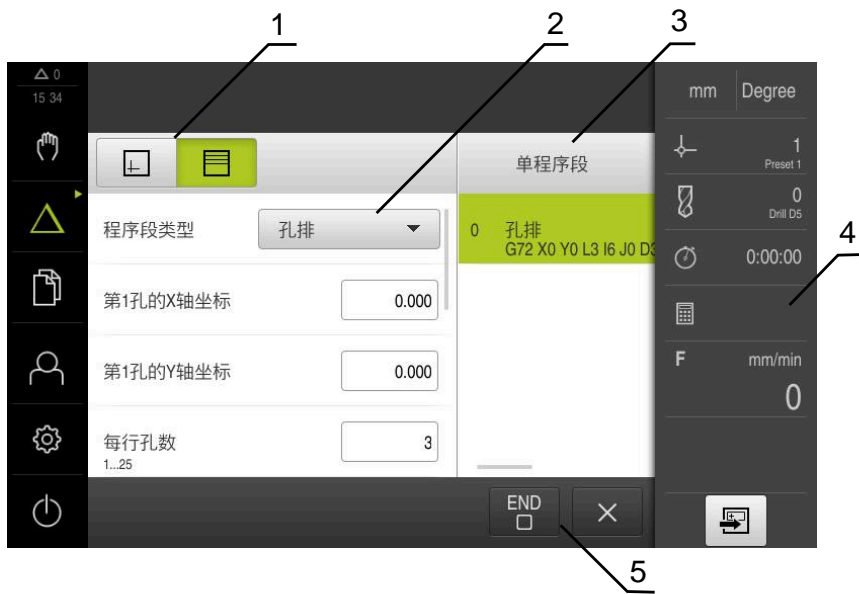 1
2
3
0
15 34
mm
Degree
1
Preset 1
单程序段
程序段类型
孔排
0 孔排
G72 X0 Y0 L3 I6 J0 D3
0
Drill D5
4
0:00:00
第1孔的X轴坐标
0.000
F
mm/min
0
第1孔的Y轴坐标
0.000
每行孔数
3
1...25
END
5